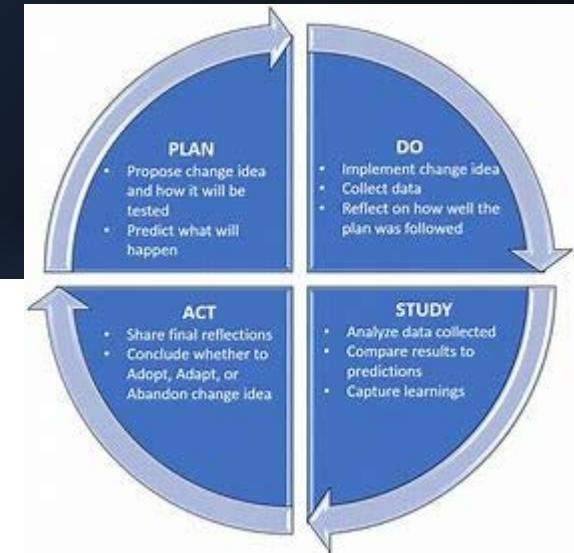 PLAN
• Propose change idea
and how it will be
tested
• Predict what will
happen
DO
• Implement change idea
• Collect data
• Reflect on how well the
plan was followed
ACT
• Share final reflections
• Conclude whether to
Adopt, Adapt, or
Abandon change idea
STUDY
• Analyze data collected
• Compare results to
predictions
• Capture learnings